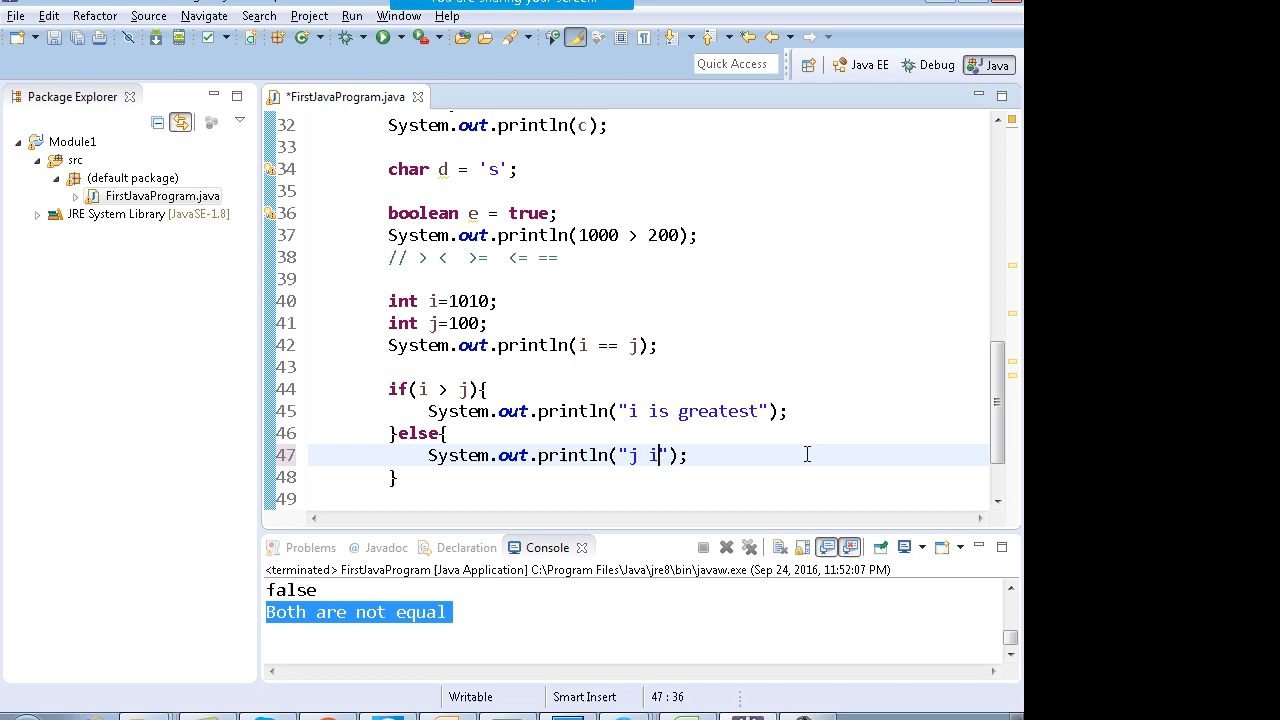 You are sharing your screen.
File Edit Refactor Source Navigate Search Project Run Window Help
Quick Access Java EE Debug Java
Package Explorer
*FirstJavaProgram.java
Module1
src
(default package)
FirstJavaProgram.java
JRE System Library [JavaSE-1.8]
32 System.out.println(c);
33
34 char d = 's';
35
36 boolean e = true;
37 System.out.println(1000 > 200);
38 // > < >= <= ==
39
40 int i=1010;
41 int j=100;
42 System.out.println(i == j);
43
44 if(i > j){
45 System.out.println("i is greatest");
46 }else{
47 System.out.println("j i");
48 }
49
Problems @ Javadoc Declaration Console
<terminated> FirstJavaProgram [Java Application] C:\Program Files\Java\jre8\bin\javaw.exe (Sep 24, 2016, 11:52:07 PM)
false
Both are not equal
Writable Smart Insert 47 : 36